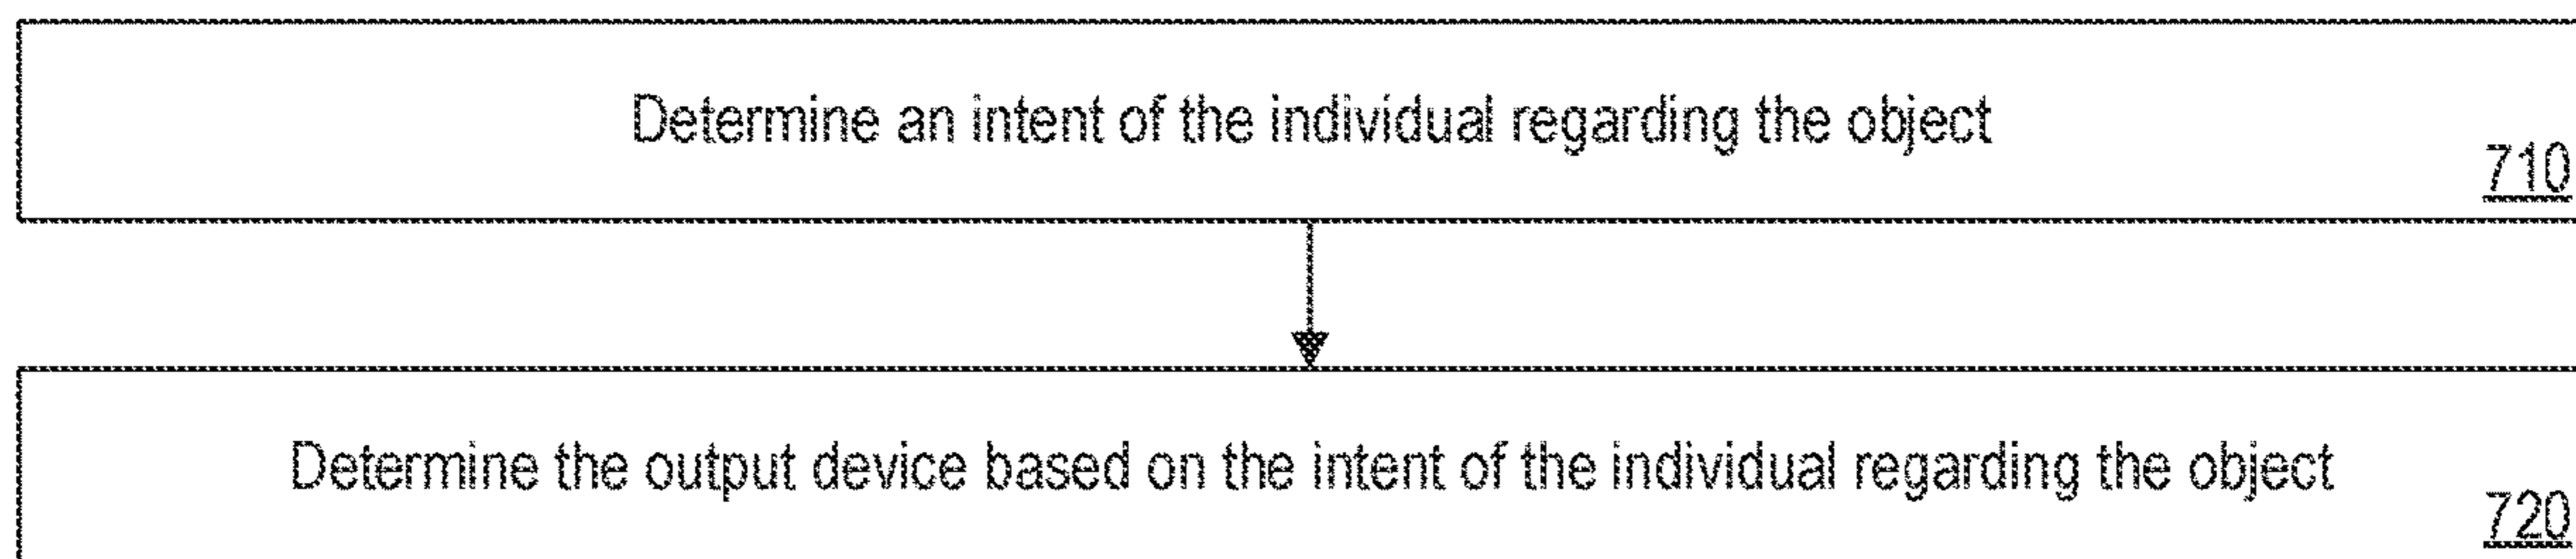 Determine an intent of the individual regarding the object
710
Determine the output device based on the intent of the individual regarding the object
720